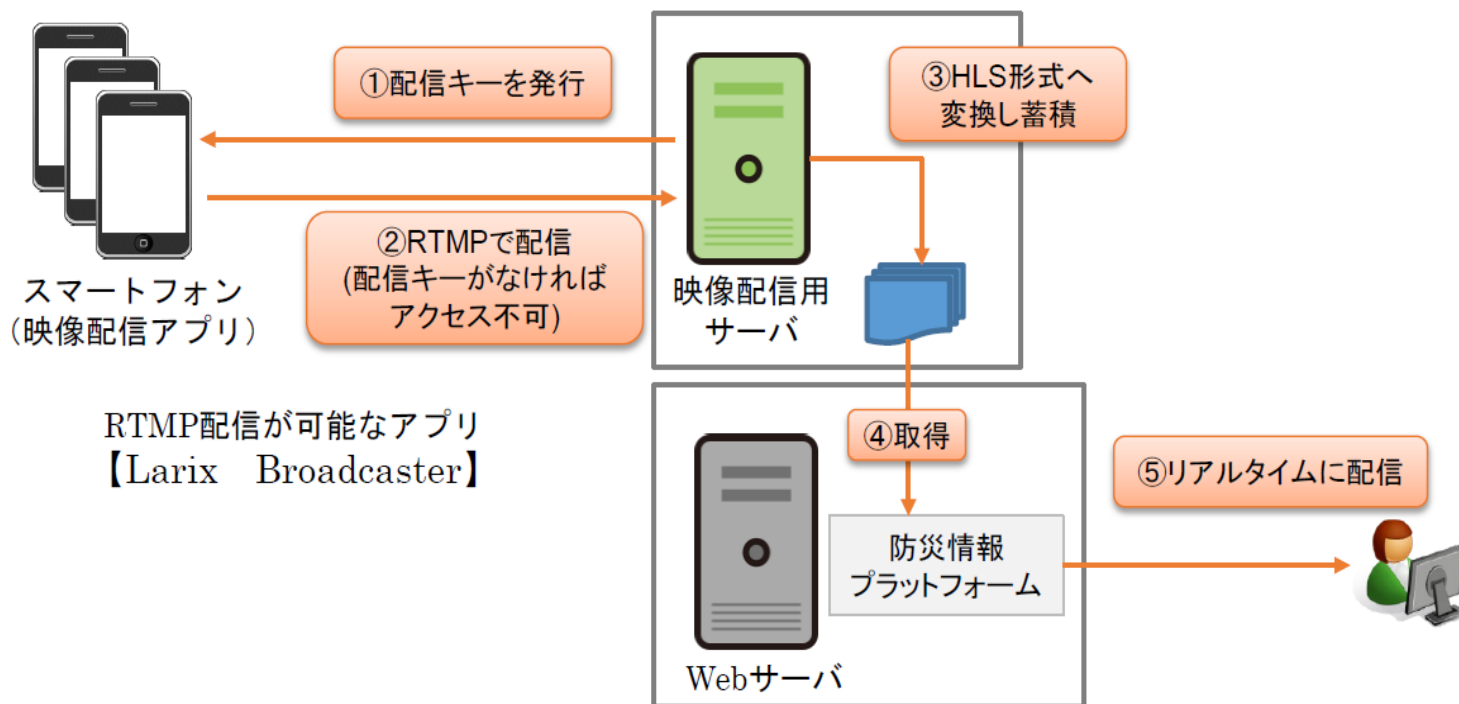 ①配信キーを発行
③HLS形式へ
変換し蓄積
②RTMPで配信
(配信キーがなければ
アクセス不可)
スマートフォン
(映像配信アプリ)
映像配信用
サーバ
RTMP配信が可能なアプリ
【Larix　Broadcaster】
④取得
⑤リアルタイムに配信
防災情報
プラットフォーム
Webサーバ